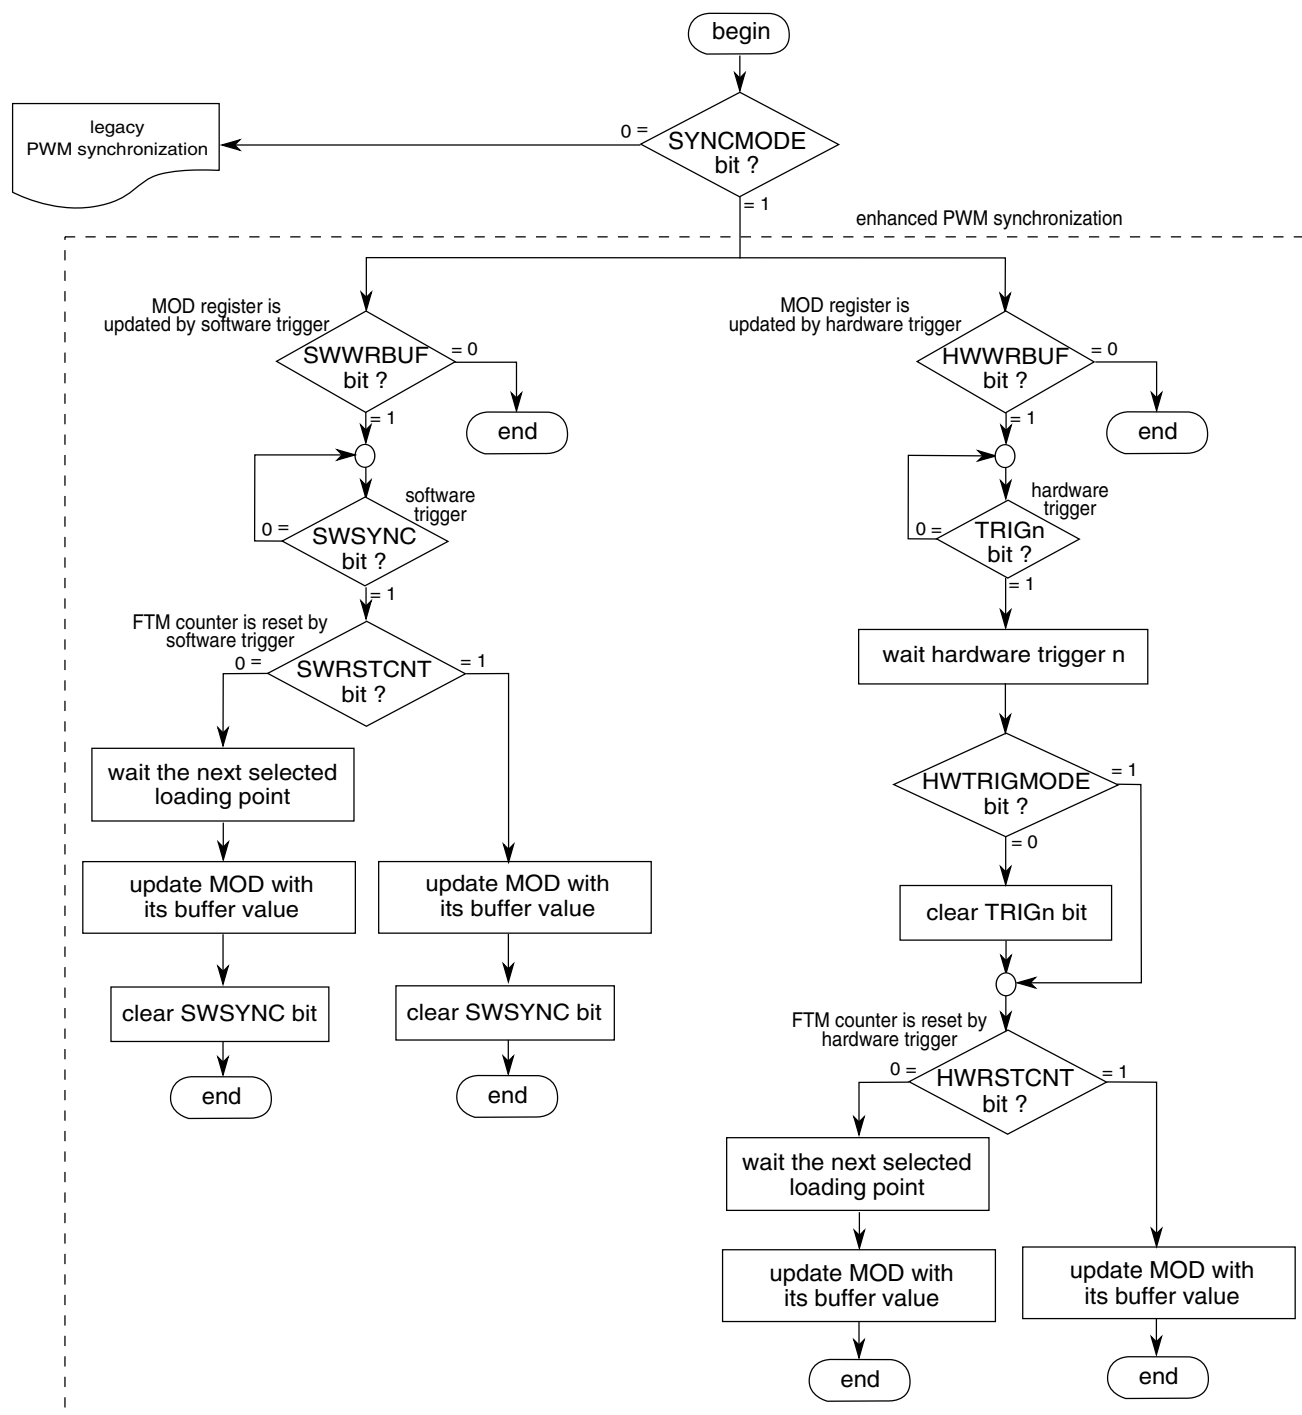 begin
SYNCMODE
bit ?
0 =
= 1
legacy
PWM synchronization
enhanced PWM synchronization
MOD register is
updated by software trigger
SWWRBUF
bit ?
= 0
end
= 1
software
trigger
SWSYNC
bit ?
0 =
= 1
FTM counter is reset by
software trigger
SWRSTCNT
bit ?
0 =
= 1
wait the next selected
loading point
update MOD with
its buffer value
clear SWSYNC bit
end
update MOD with
its buffer value
clear SWSYNC bit
end
MOD register is
updated by hardware trigger
HWWRBUF
bit ?
= 0
end
= 1
hardware
trigger
TRIGn
bit ?
0 =
= 1
wait hardware trigger n
HWTRIGMODE
bit ?
= 1
= 0
clear TRIGn bit
FTM counter is reset by
hardware trigger
HWRSTCNT
bit ?
0 =
= 1
wait the next selected
loading point
update MOD with
its buffer value
end
update MOD with
its buffer value
end